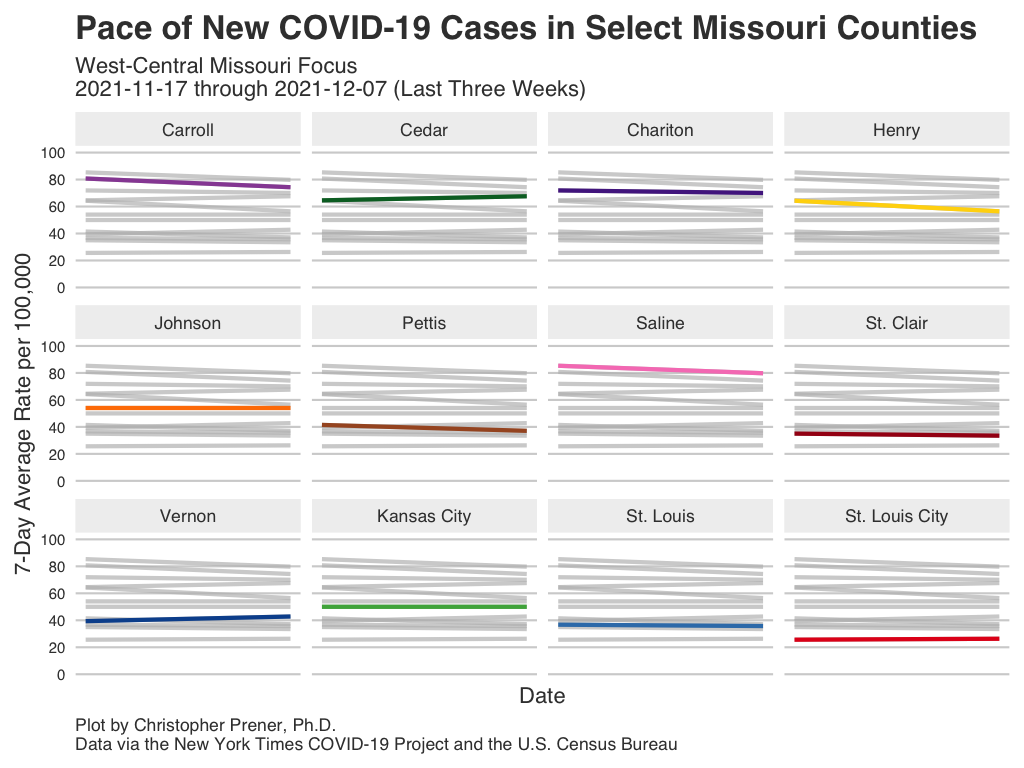 Pace of New COVID-19 Cases in Select Missouri Counties
West-Central Missouri Focus
2021-11-17 through 2021-12-07 (Last Three Weeks)
7-Day Average Rate per 100,000
Carroll Cedar Chariton Henry
100
80
60
40
20
0
Johnson Pettis Saline St. Clair
100
80
60
40
20
0
Vernon Kansas City St. Louis St. Louis City
100
80
60
40
20
0
Date
Plot by Christopher Prener, Ph.D.
Data via the New York Times COVID-19 Project and the U.S. Census Bureau